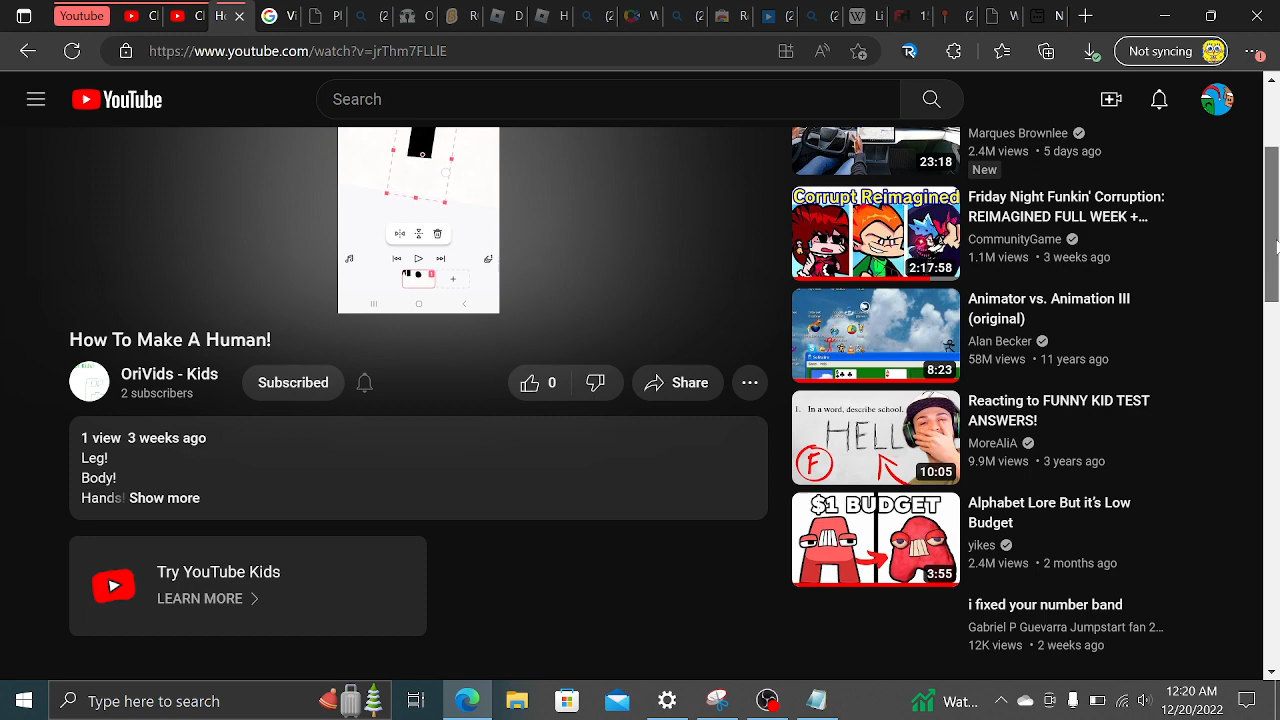 Youtube
https://www.youtube.com/watch?v=jrThm7FLLlE
Not syncing
YouTube
Search
How To Make A Human!
OriVids - Kids
2 subscribers
Subscribed
0
Share
1 view 3 weeks ago
Leg!
Body!
Hands! Show more
Try YouTube Kids
LEARN MORE
23:18
Marques Brownlee
2.4M views • 5 days ago
New
Corrupt Reimagined
2:17:58
Friday Night Funkin' Corruption:
REIMAGINED FULL WEEK +…
CommunityGame
1.1M views • 3 weeks ago
8:23
Animator vs. Animation III
(original)
Alan Becker
58M views • 11 years ago
1. In a word, describe school.
HELL
F
10:05
Reacting to FUNNY KID TEST
ANSWERS!
MoreAliA
9.9M views • 3 years ago
$1 BUDGET
3:55
Alphabet Lore But it's Low
Budget
yikes
2.4M views • 2 months ago
i fixed your number band
Gabriel P Guevarra Jumpstart fan 2…
12K views • 2 weeks ago
Type here to search
Wat…
12:20 AM
12/20/2022